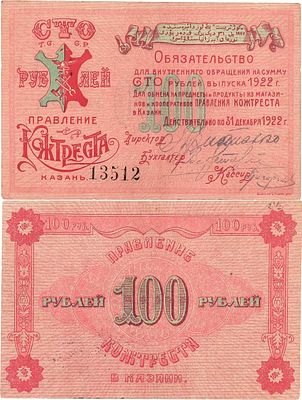 СТО
T.G. G.P.
РУБЛЕЙ
ПРАВЛЕНИЕ
КОЖТРЕСТА
КАЗАНЬ.
13512
100
ОБЯЗАТЕЛЬСТВО
ДЛЯ ВНУТРЕННЕГО ОБРАЩЕНИЯ НА СУММУ
СТО РУБЛЕЙ ВЫПУСКА 1922 г.
ДЛЯ ОБМЕНА НА ПРЕДМЕТЫ и ПРОДУКТЫ ИЗ МАГАЗИ-
НОВ и КООПЕРАТИВОВ ПРАВЛЕНИЯ КОЖТРЕСТА
В КАЗАНИ.
ДЕЙСТВИТЕЛЬНО ПО 31 ДЕКАБРЯ 1922 г.
Директор
Бухгалтер
Кассир
100 РУБ.
100 РУБ.
ПРАВЛЕНИЕ
РУБЛЕЙ 100 РУБЛЕЙ
КОЖТРЕСТА
В КАЗАНИ.